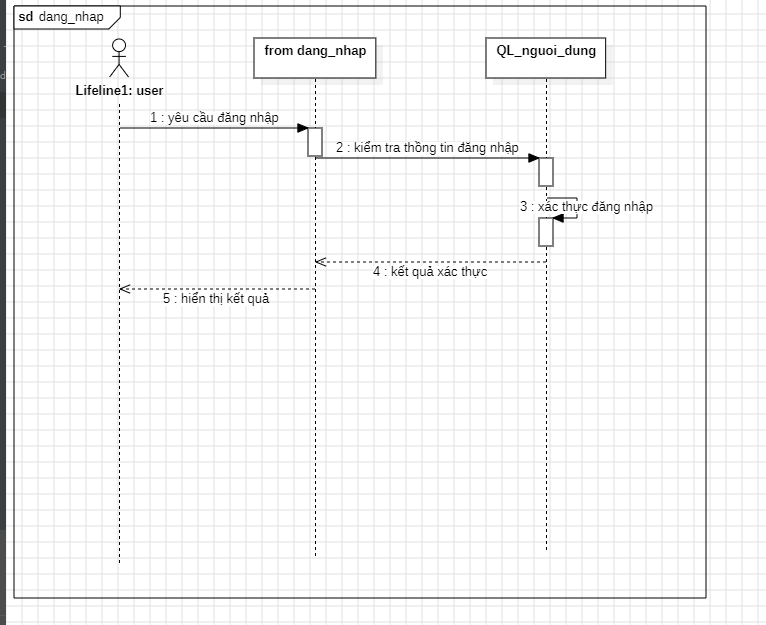 sd dang_nhap
from dang_nhap
QL_nguoi_dung
Lifeline1: user
1 : yêu cầu đăng nhập
2 : kiểm tra thồng tin đăng nhập
3 : xác thực đăng nhập
4 : kết quả xác thực
5 : hiển thị kết quả